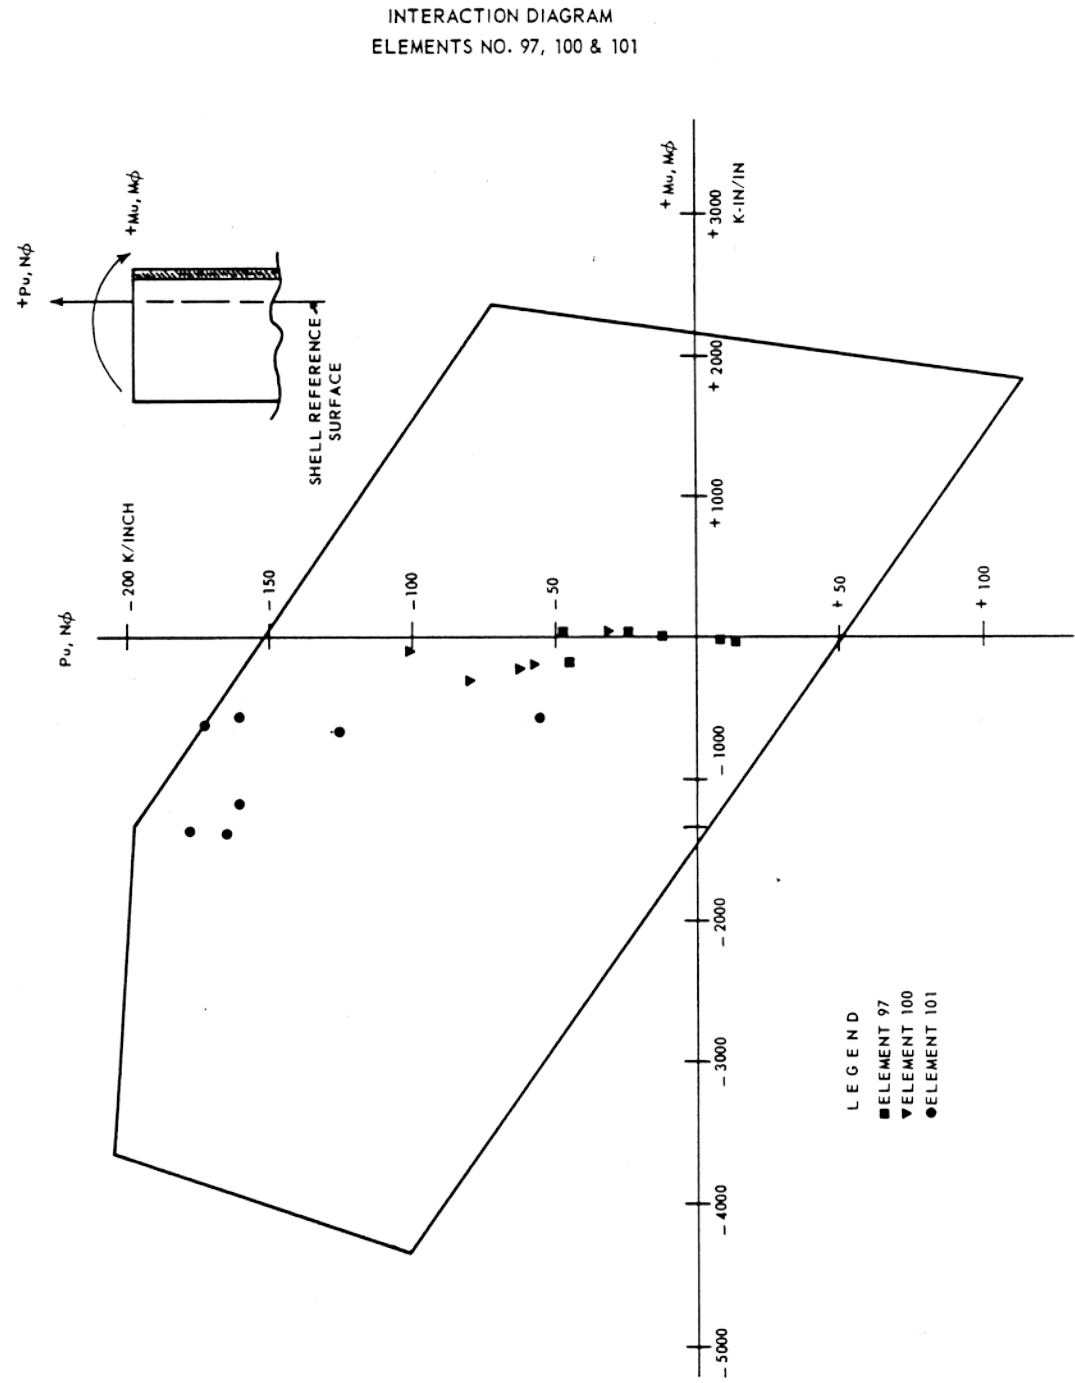 INTERACTION DIAGRAM
ELEMENTS NO. 97, 100 & 101
+Pu, Nϕ
+Mu, Mϕ
SHELL REFERENCE
SURFACE
+Mu, Mϕ
K-IN/IN
+3000
+2000
+1000
-1000
-2000
-3000
-4000
-5000
Pu, Nϕ
-200 K/INCH
-150
-100
-50
+50
+100
LEGEND
■ELEMENT 97
▼ELEMENT 100
●ELEMENT 101